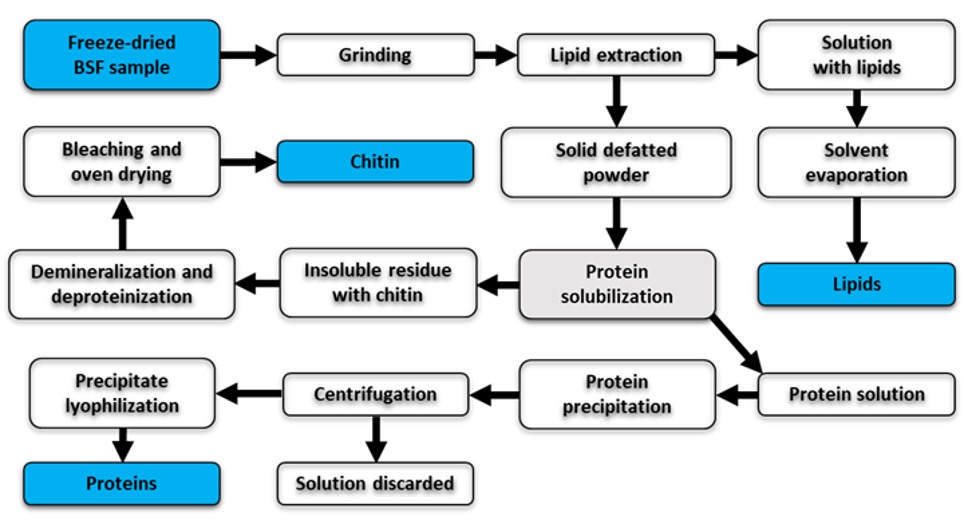 Freeze-dried
BSF sample
Grinding
Lipid extraction
Solution
with lipids
Bleaching and
oven drying
Chitin
Solid defatted
powder
Solvent
evaporation
Demineralization and
deproteinization
Insoluble residue
with chitin
Protein
solubilization
Lipids
Precipitate
lyophilization
Centrifugation
Protein
precipitation
Protein solution
Proteins
Solution discarded